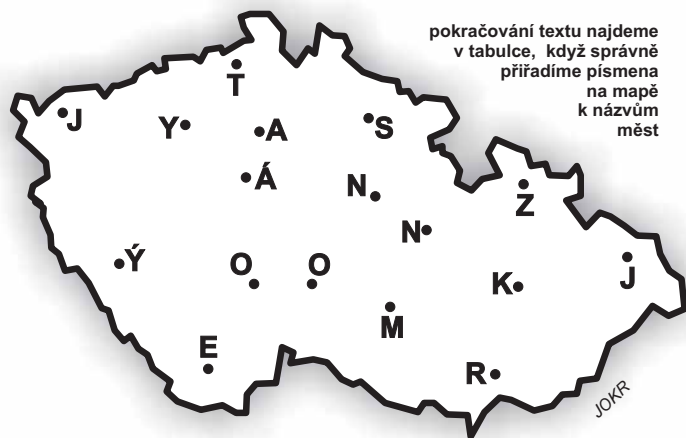 pokračování textu najdeme
v tabulce, když správně
přiřadíme písmena
na mapě
k názvům
měst
T
J
Y
A
S
Á
N
Z
N
Ý
O
O
K
J
M
E
R
JOKR